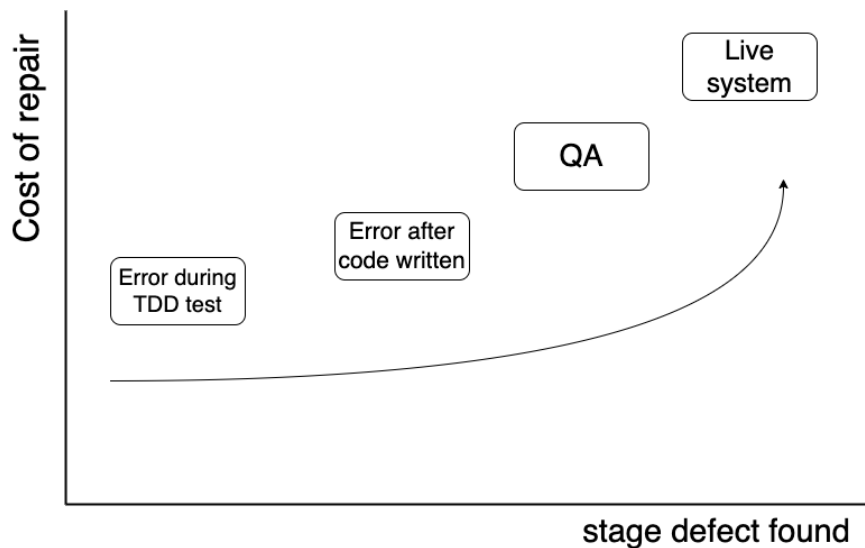 Cost of repair
Live
system
QA
Error after
code written
Error during
TDD test
stage defect found